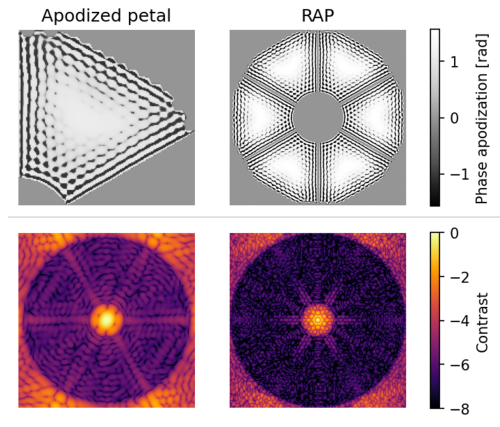 Apodized petal
RAP
1
0
−1
Phase apodization [rad]
0
−2
−4
−6
−8
Contrast